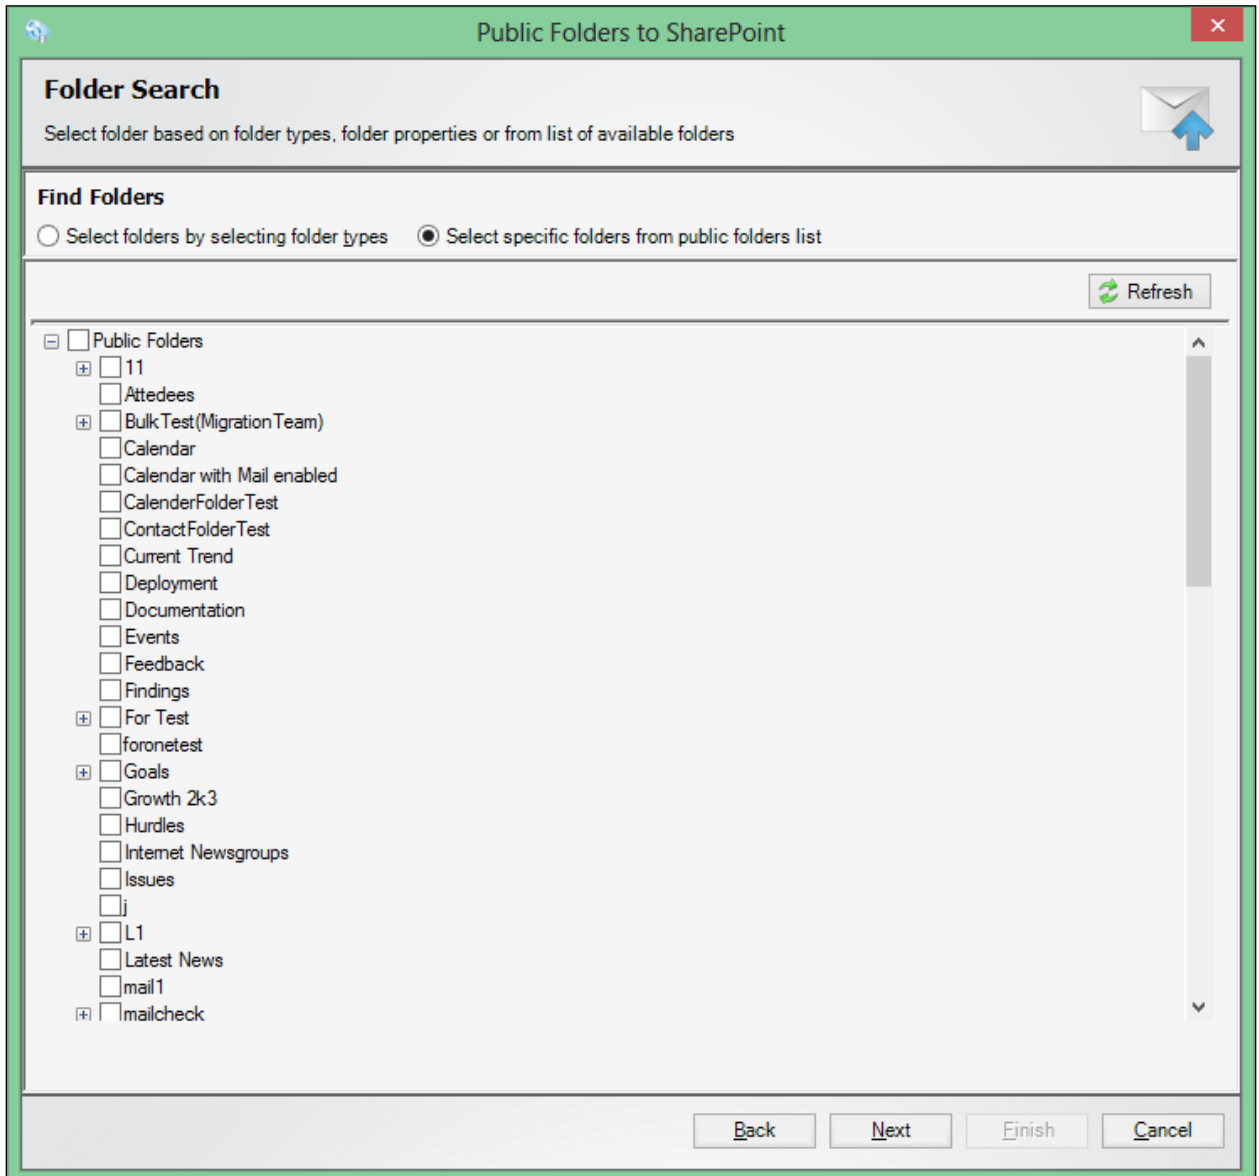 Public Folders to SharePoint
Folder Search
Select folder based on folder types, folder properties or from list of available folders
Find Folders
Select folders by selecting folder types Select specific folders from public folders list
Refresh
Public Folders
11
Attedees
BulkTest(MigrationTeam)
Calendar
Calendar with Mail enabled
CalenderFolderTest
ContactFolderTest
Current Trend
Deployment
Documentation
Events
Feedback
Findings
For Test
foronetest
Goals
Growth 2k3
Hurdles
Internet Newsgroups
Issues
j
L1
Latest News
mail1
mailcheck
Back Next Finish Cancel